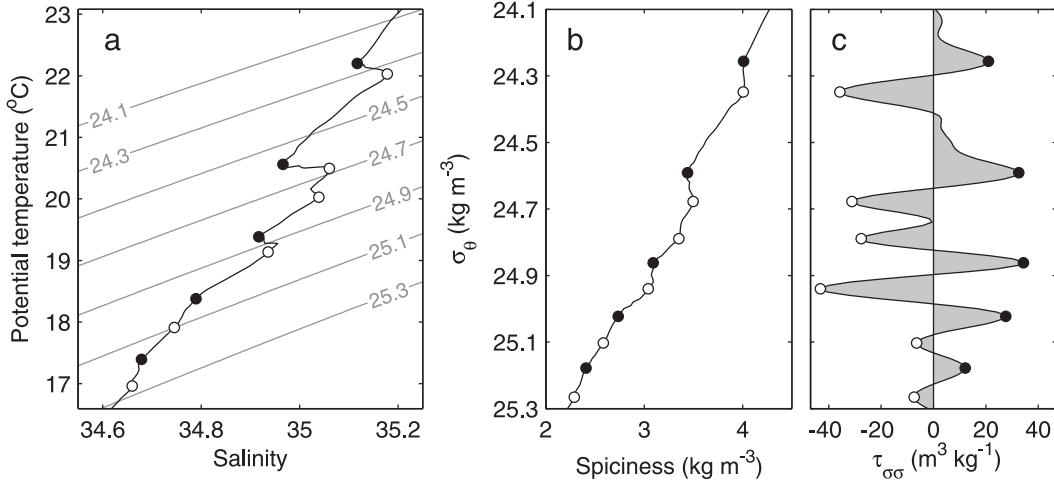 a
23
22
21
20
19
18
17
Potential temperature (°C)
24.1
24.3
24.5
24.7
24.9
25.1
25.3
34.6 34.8 35 35.2
Salinity
b
24.1
24.3
24.5
24.7
24.9
25.1
25.3
σθ (kg m⁻³)
2 3 4
Spiciness (kg m⁻³)
c
-40 -20 0 20 40
τσσ (m³ kg⁻¹)